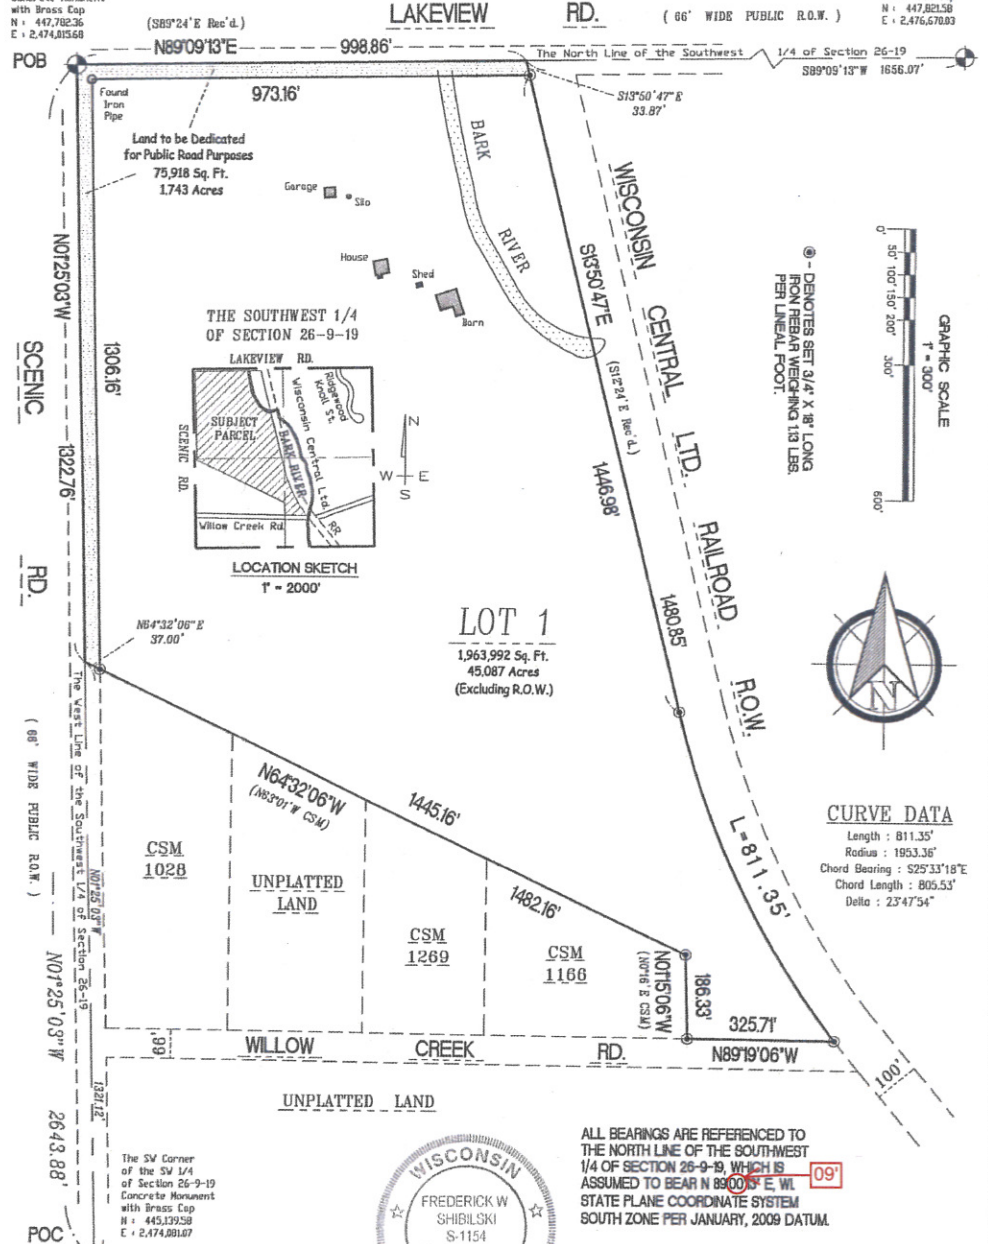 with Brass Cap
N : 447,782.36
E : 2,474,015.68
(S89°24'E Rec'd.)
LAKEVIEW RD.
( 66' WIDE PUBLIC R.O.W. )
N : 447,821.58
E : 2,476,670.03
POB
N89°09'13"E
998.86'
The North Line of the Southwest 1/4 of Section 26-19
S89°09'13"W 1656.07'
Found
Iron
Pipe
973.16'
S13°50'47"E
33.87'
Land to be Dedicated
for Public Road Purposes
75,918 Sq. Ft.
1.743 Acres
BARK
RIVER
Garage
Silo
House
Shed
Barn
WISCONSIN CENTRAL LTD. RAILROAD R.O.W.
S13°50'47"E
(S12°24'E Rec'd.)
1446.98'
1480.85'
DENOTES SET 3/4" X 18" LONG
IRON REBAR WEIGHING 1.13 LBS.
PER LINEAL FOOT.
GRAPHIC SCALE
1" = 300'
0' 50' 100' 150' 200' 300' 600'
N01°25'03"W
1322.76'
1306.16'
SCENIC RD.
( 66' WIDE PUBLIC R.O.W. )
THE SOUTHWEST 1/4
OF SECTION 26-9-19
LAKEVIEW RD.
Ridgewood
Knoll St.
SUBJECT
PARCEL
SCENIC RD.
BARK RIVER
Wisconsin Central Ltd.
RR
Willow Creek Rd.
N
W E
S
LOCATION SKETCH
1" = 2000'
N64°32'06"E
37.00'
LOT 1
1,963,992 Sq. Ft.
45.087 Acres
(Excluding R.O.W.)
N
The West Line of the Southwest 1/4 of Section 26-19
N64°32'06"W
(N63°01'W CSM)
1445.16'
1482.16'
CURVE DATA
Length : 811.35'
Radius : 1953.36'
Chord Bearing : S25°33'18"E
Chord Length : 805.53'
Delta : 23°47'54"
L=811.35'
CSM
1028
UNPLATTED
LAND
CSM
1269
CSM
1166
N01°25'03"W
N01°15'06"W
(N0°16'E CSM)
186.33'
325.71'
N89°19'06"W
66'
WILLOW CREEK RD.
100'
N01°25'03"W 2643.88'
1321.12'
UNPLATTED LAND
The SW Corner
of the SW 1/4
of Section 26-9-19
Concrete Monument
with Brass Cap
N : 445,139.58
E : 2,474,081.07
POC
WISCONSIN
FREDERICK W
SHIBILSKI
S-1154
ALL BEARINGS ARE REFERENCED TO
THE NORTH LINE OF THE SOUTHWEST
1/4 OF SECTION 26-9-19, WHICH IS
ASSUMED TO BEAR N 89°00'13" E, WI.
STATE PLANE COORDINATE SYSTEM
SOUTH ZONE PER JANUARY, 2009 DATUM.
09'